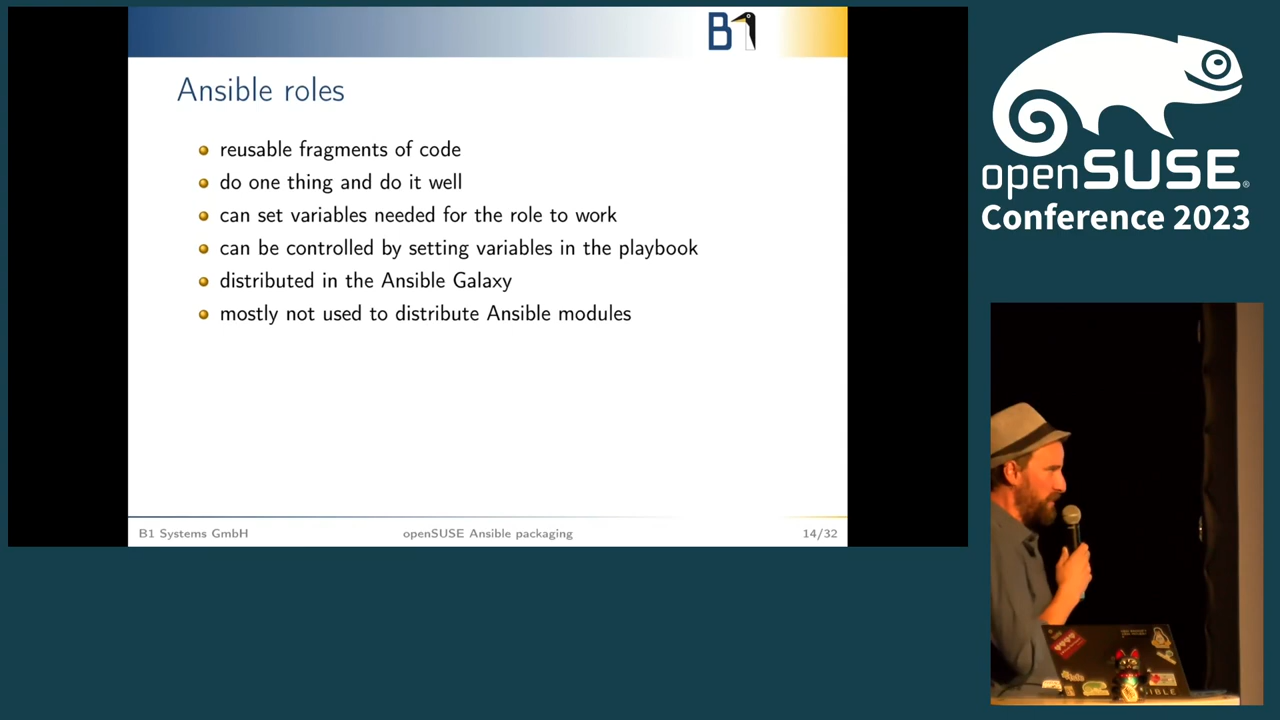 B1
Ansible roles
reusable fragments of code
do one thing and do it well
can set variables needed for the role to work
can be controlled by setting variables in the playbook
distributed in the Ansible Galaxy
mostly not used to distribute Ansible modules
B1 Systems GmbH
openSUSE Ansible packaging
14/32
openSUSE®
Conference 2023